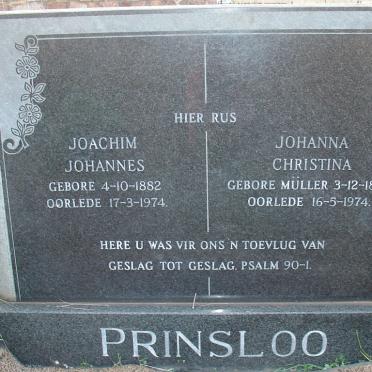 HIER RUS
JOACHIM
JOHANNES
GEBORE 4-10-1882
OORLEDE 17-3-1974.
JOHANNA
CHRISTINA
GEBORE MÜLLER 3-12-18
OORLEDE 16-5-1974.
HERE U WAS VIR ONS 'N TOEVLUG VAN
GESLAG TOT GESLAG. PSALM 90-1.
PRINSLOO